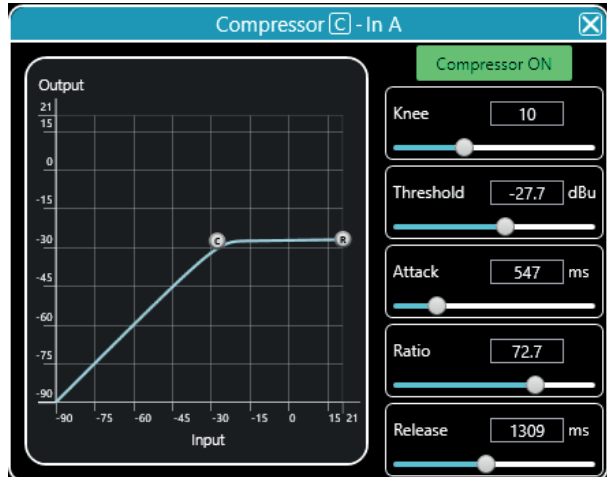 Compressor C - In A
Compressor ON
Output
21
15
0
-15
-30
-45
-60
-75
-90
C
R
-90 -75 -60 -45 -30 -15 0 15 21
Input
Knee 10
Threshold -27.7 dBu
Attack 547 ms
Ratio 72.7
Release 1309 ms